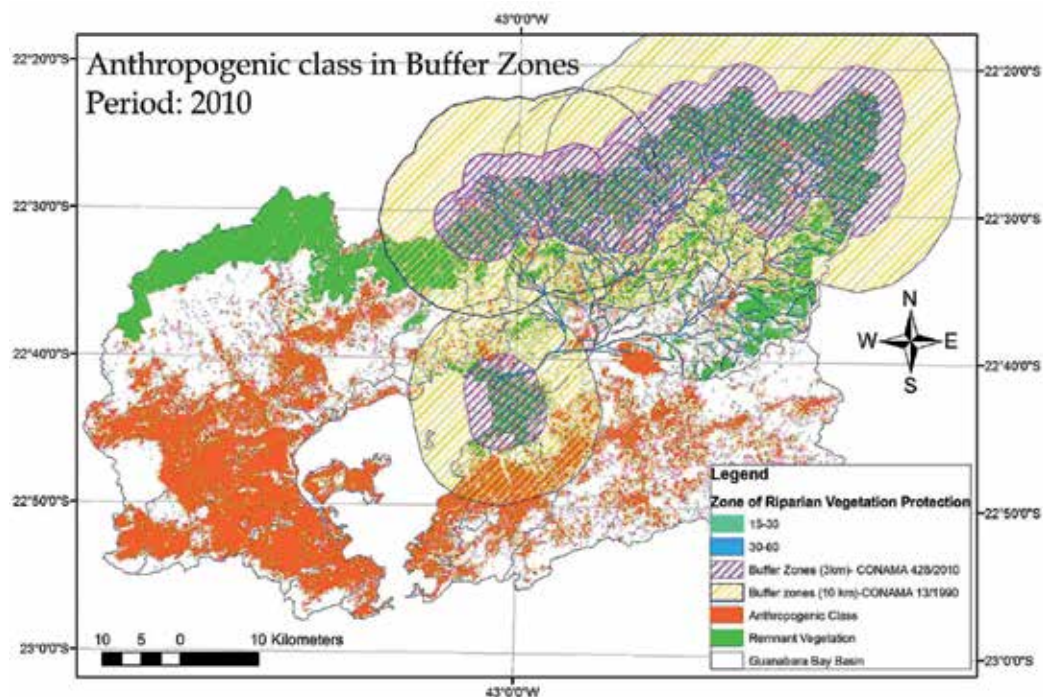 43°0'0"W
Anthropogenic class in Buffer Zones
Period: 2010
22°20'0"S
22°20'0"S
22°30'0"S
22°30'0"S
22°40'0"S
22°40'0"S
22°50'0"S
22°50'0"S
23°0'0"S
23°0'0"S
N
W E
S
Legend
Zone of Riparian Vegetation Protection
15-30
30-60
Buffer Zones (3km)- CONAMA 428/2010
Buffer zones (10 km)-CONAMA 13/1990
Anthropogenic Class
Remnant Vegetation
Guanabara Bay Basin
10 5 0 10 Kilometers
43°0'0"W